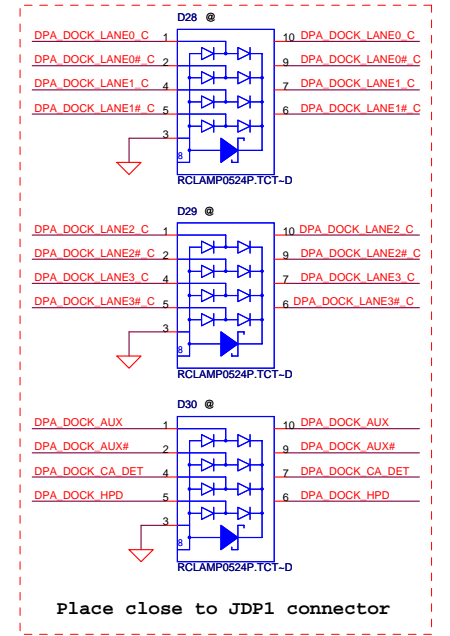 D28 @
DPA_DOCK_LANE0_C 1 10 DPA_DOCK_LANE0_C
DPA_DOCK_LANE0#_C 2 9 DPA_DOCK_LANE0#_C
DPA_DOCK_LANE1_C 4 7 DPA_DOCK_LANE1_C
DPA_DOCK_LANE1#_C 5 6 DPA_DOCK_LANE1#_C
3
8
RCLAMP0524P.TCT~D
D29 @
DPA_DOCK_LANE2_C 1 10 DPA_DOCK_LANE2_C
DPA_DOCK_LANE2#_C 2 9 DPA_DOCK_LANE2#_C
DPA_DOCK_LANE3_C 4 7 DPA_DOCK_LANE3_C
DPA_DOCK_LANE3#_C 5 6 DPA_DOCK_LANE3#_C
3
8
RCLAMP0524P.TCT~D
D30 @
DPA_DOCK_AUX 1 10 DPA_DOCK_AUX
DPA_DOCK_AUX# 2 9 DPA_DOCK_AUX#
DPA_DOCK_CA_DET 4 7 DPA_DOCK_CA_DET
DPA_DOCK_HPD 5 6 DPA_DOCK_HPD
3
8
RCLAMP0524P.TCT~D
Place close to JDP1 connector